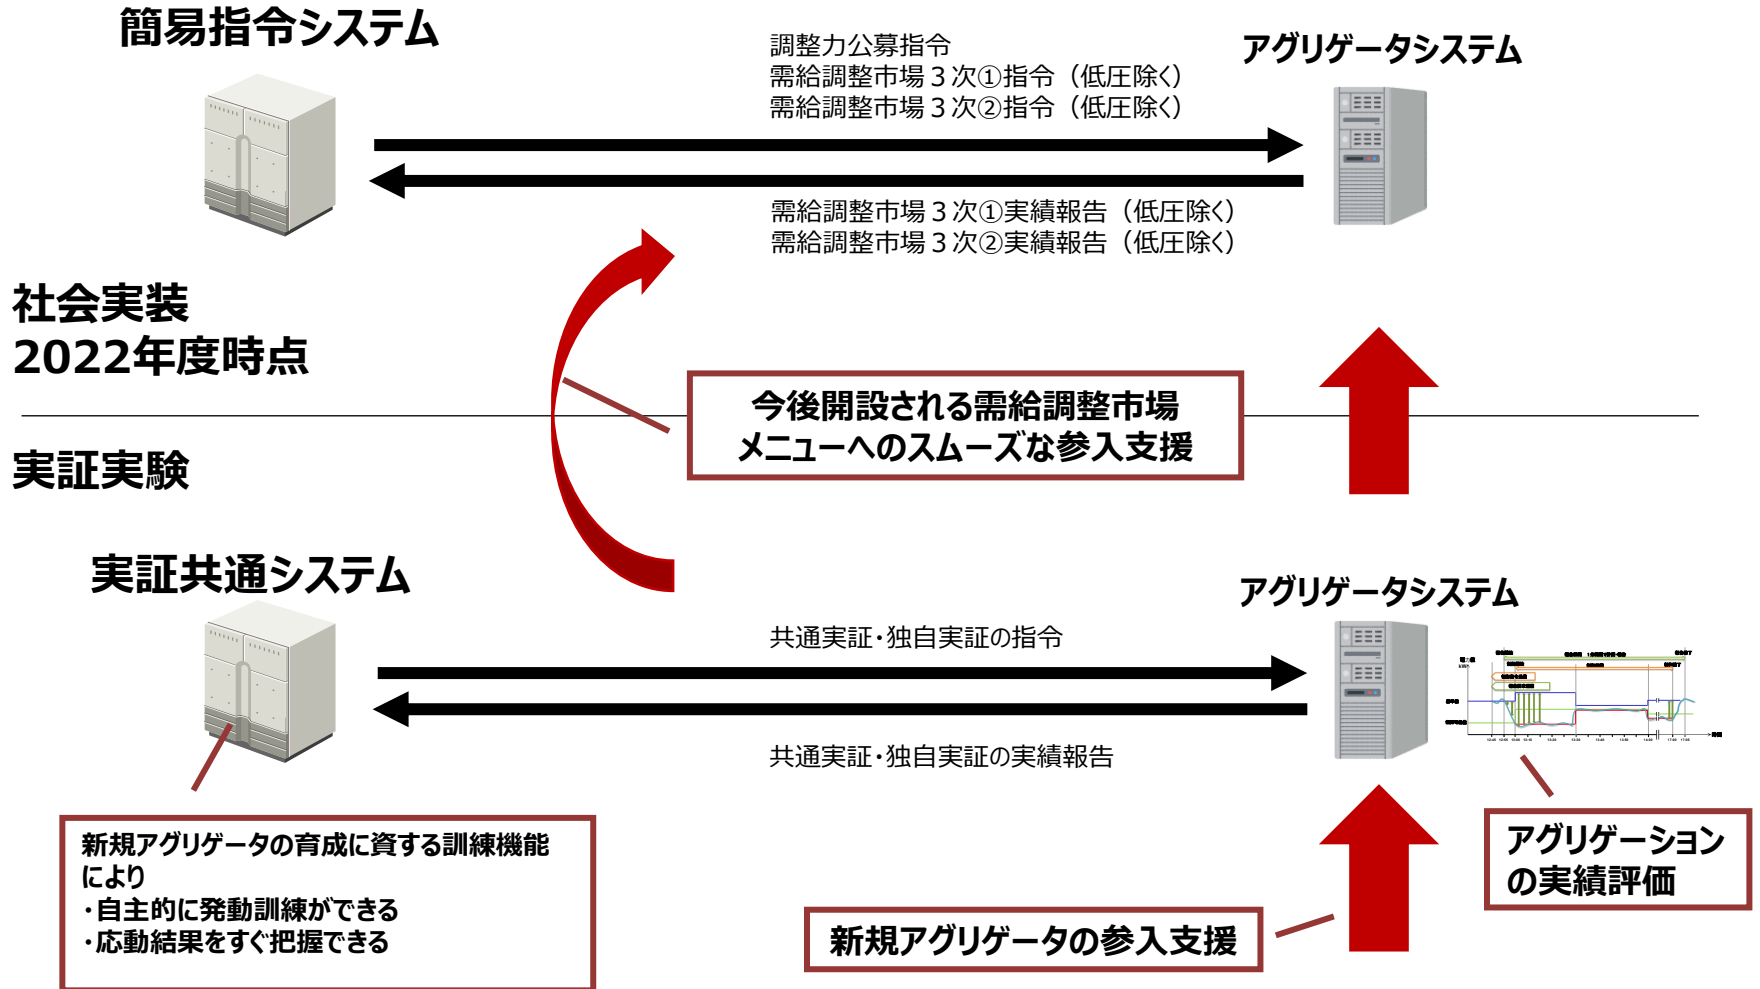 簡易指令システム
調整力公募指令
需給調整市場３次①指令（低圧除く）
需給調整市場３次②指令（低圧除く）
アグリゲータシステム
需給調整市場３次①実績報告（低圧除く）
需給調整市場３次②実績報告（低圧除く）
社会実装
2022年度時点
今後開設される需給調整市場
メニューへのスムーズな参入支援
実証実験
実証共通システム
共通実証・独自実証の指令
アグリゲータシステム
共通実証・独自実証の実績報告
新規アグリゲータの育成に資する訓練機能
により
・自主的に発動訓練ができる
・応動結果をすぐ把握できる
アグリゲーション
の実績評価
新規アグリゲータの参入支援